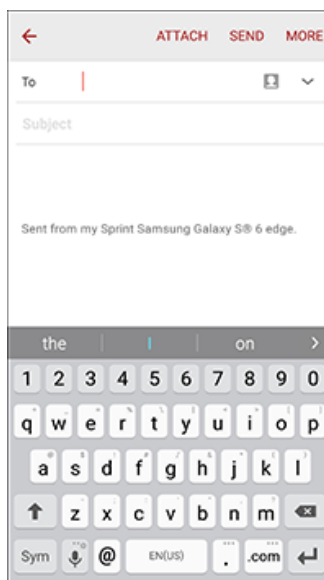 ATTACH SEND MORE
To
Subject
Sent from my Sprint Samsung Galaxy S® 6 edge.
the I on
1 2 3 4 5 6 7 8 9 0
q w e r t y u i o p
a s d f g h j k l
z x c v b n m
Sym @ EN(US) . .com